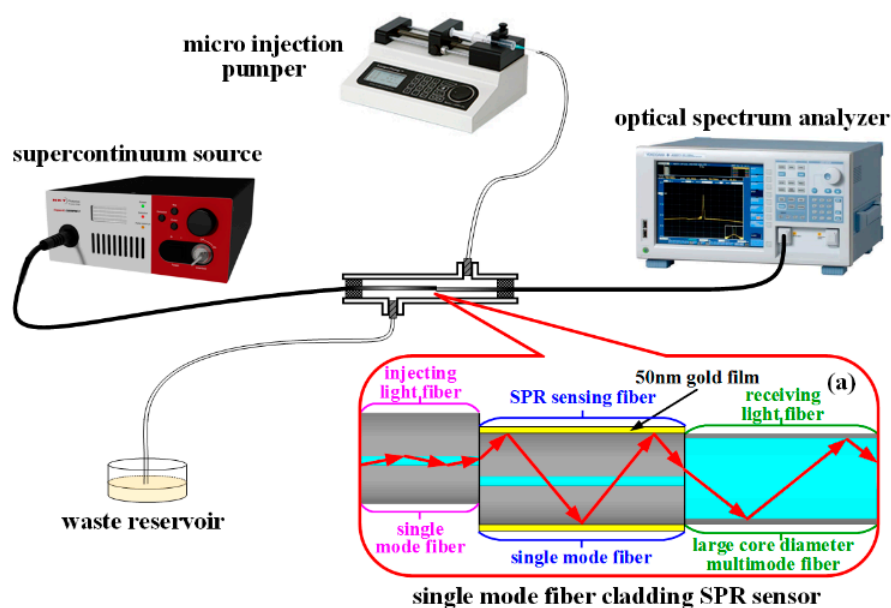 micro injection
pumper
optical spectrum analyzer
supercontinuum source
injecting
light fiber
SPR sensing fiber
50nm gold film
(a)
receiving
light fiber
waste reservoir
single
mode fiber
single mode fiber
large core diameter
multimode fiber
single mode fiber cladding SPR sensor